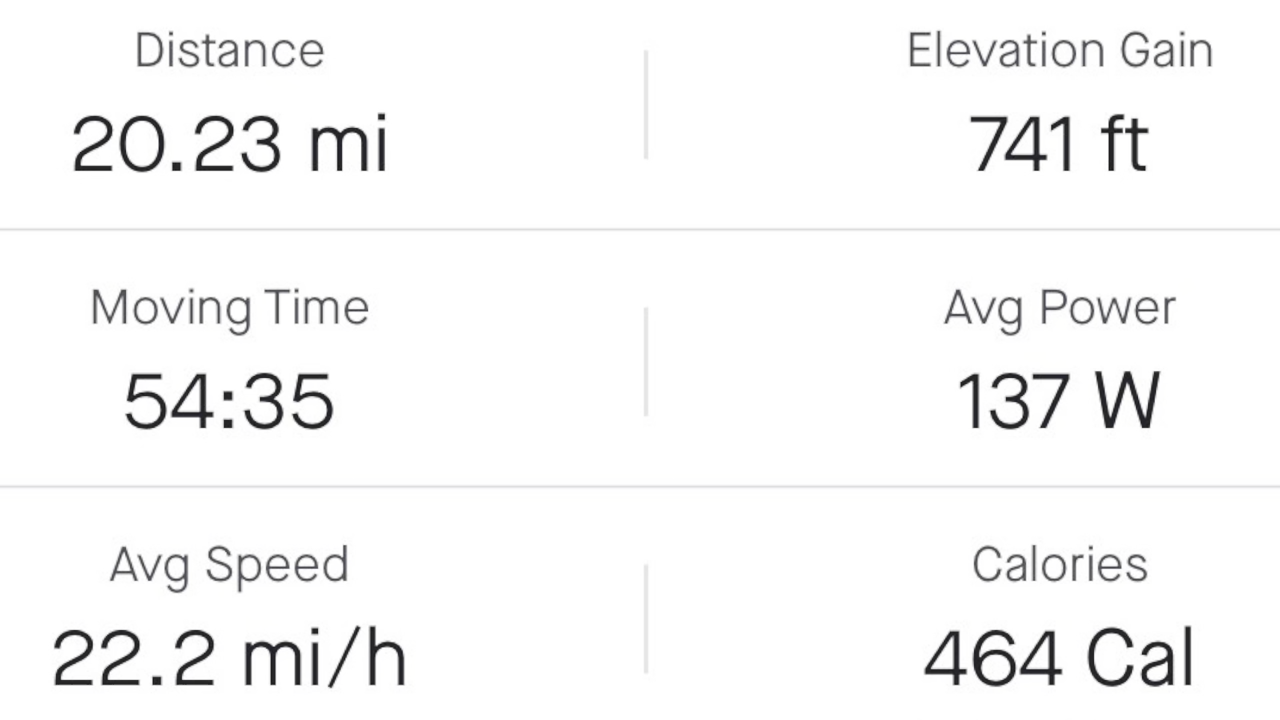 Distance
Elevation Gain
20.23 mi
741 ft
Moving Time
Avg Power
54:35
137 W
Avg Speed
Calories
22.2 mi/h
464 Cal